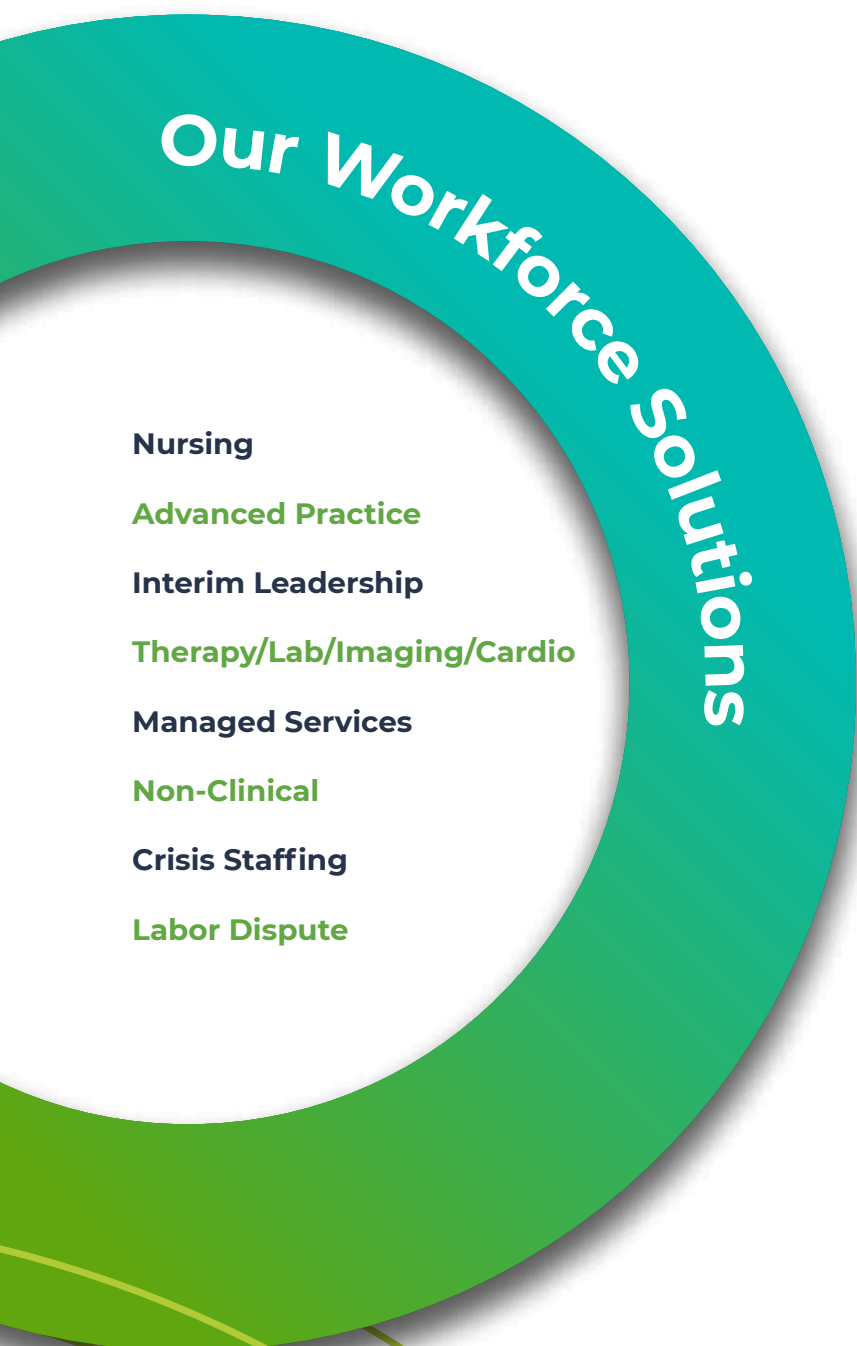 Our Workforce Solutions
Nursing
Advanced Practice
Interim Leadership
Therapy/Lab/Imaging/Cardio
Managed Services
Non-Clinical
Crisis Staffing
Labor Dispute